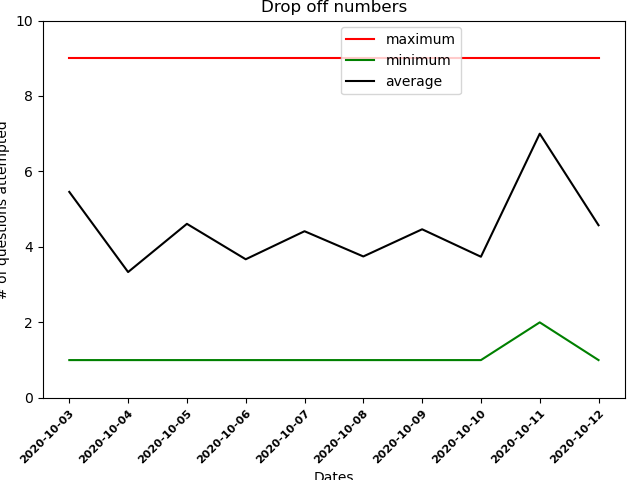 Drop off numbers
maximum
minimum
average
# of questions attempted
10
8
6
4
2
0
2020-10-03
2020-10-04
2020-10-05
2020-10-06
2020-10-07
2020-10-08
2020-10-09
2020-10-10
2020-10-11
2020-10-12
Dates